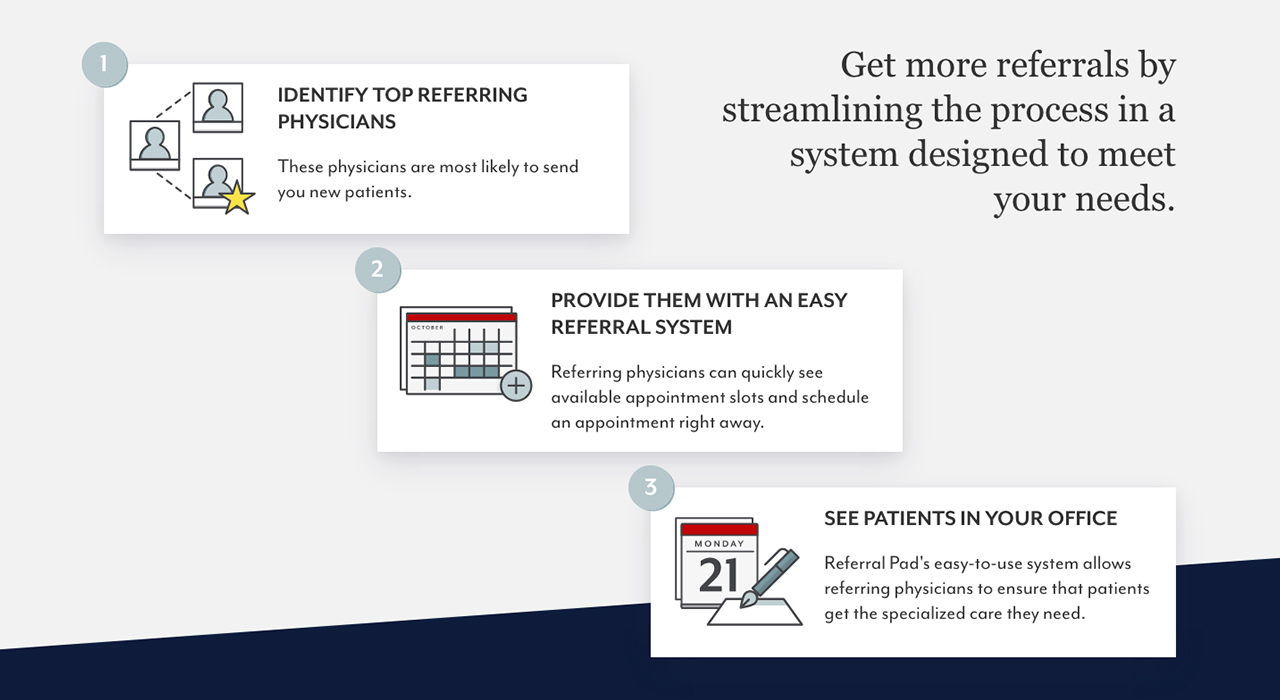 Get more referrals by
streamlining the process in a
system designed to meet
your needs.
1
IDENTIFY TOP REFERRING
PHYSICIANS
These physicians are most likely to send
you new patients.
2
OCTOBER
PROVIDE THEM WITH AN EASY
REFERRAL SYSTEM
Referring physicians can quickly see
available appointment slots and schedule
an appointment right away.
3
MONDAY
21
SEE PATIENTS IN YOUR OFFICE
Referral Pad's easy-to-use system allows
referring physicians to ensure that patients
get the specialized care they need.